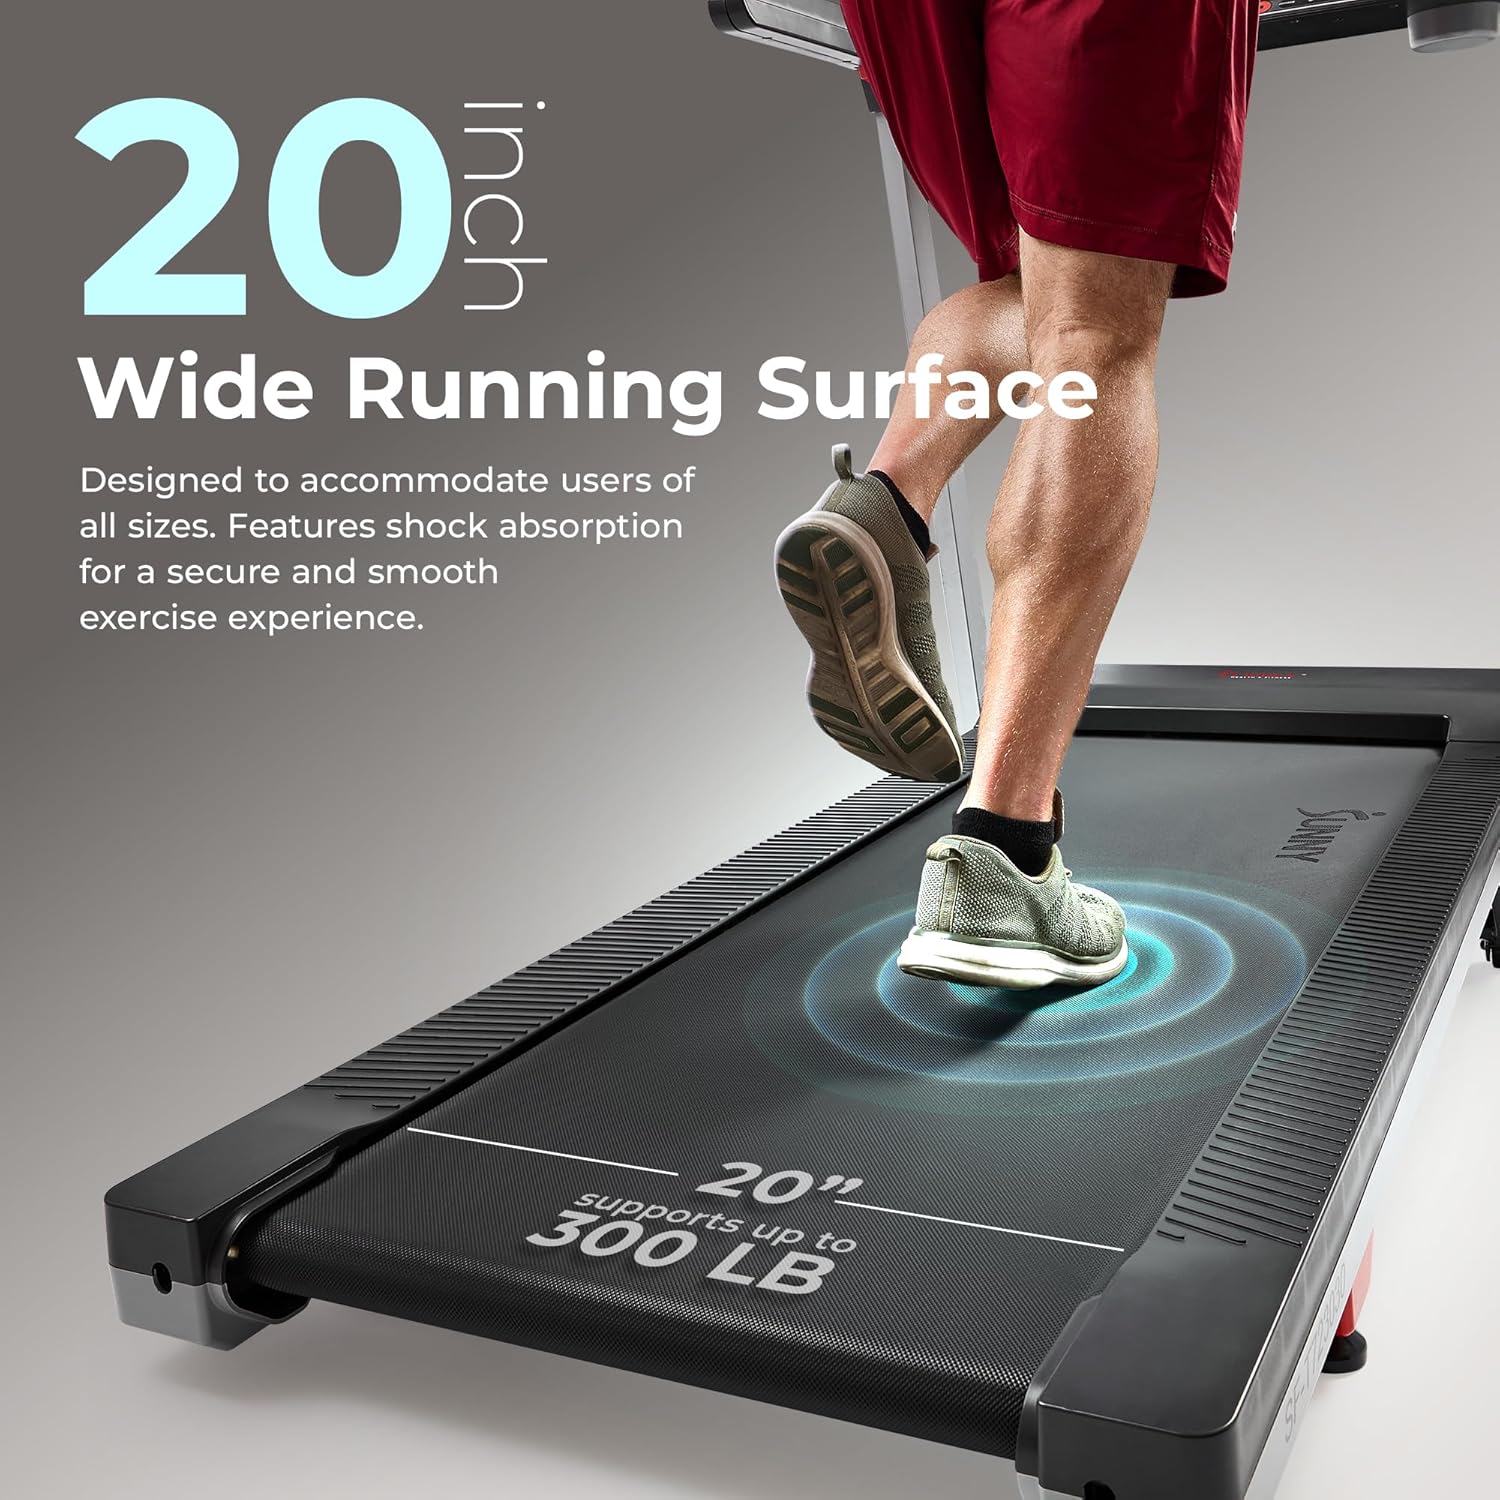 20 inch
Wide Running Surface
Designed to accommodate users of
all sizes. Features shock absorption
for a secure and smooth
exercise experience.
SUNNY
20”
supports up to
300 LB